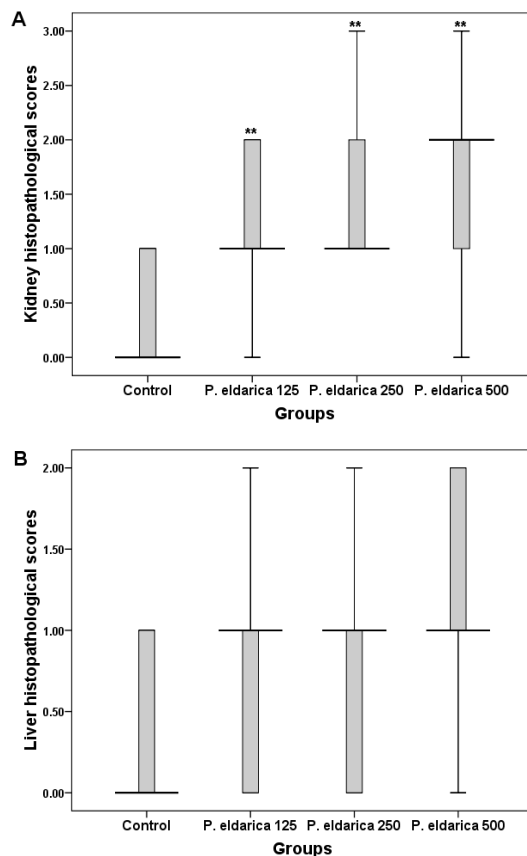 A
**
**
**
3.00
2.50
2.00
1.50
1.00
0.50
0.00
Kidney histopathological scores
Control
P. eldarica 125
P. eldarica 250
P. eldarica 500
Groups
B
2.00
1.50
1.00
0.50
0.00
Liver histopathological scores
Control
P. eldarica 125
P. eldarica 250
P. eldarica 500
Groups